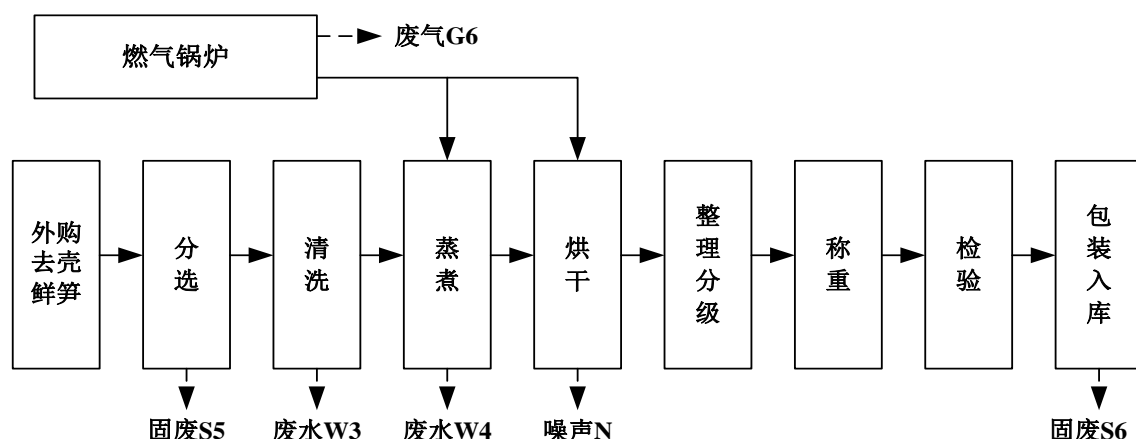 燃气锅炉
废气G6
外购
去壳
鲜笋
分
选
清
洗
蒸
煮
烘
干
整
理
分
级
称
重
检
验
包
装
入
库
固废S5
废水W3
废水W4
噪声N
固废S6